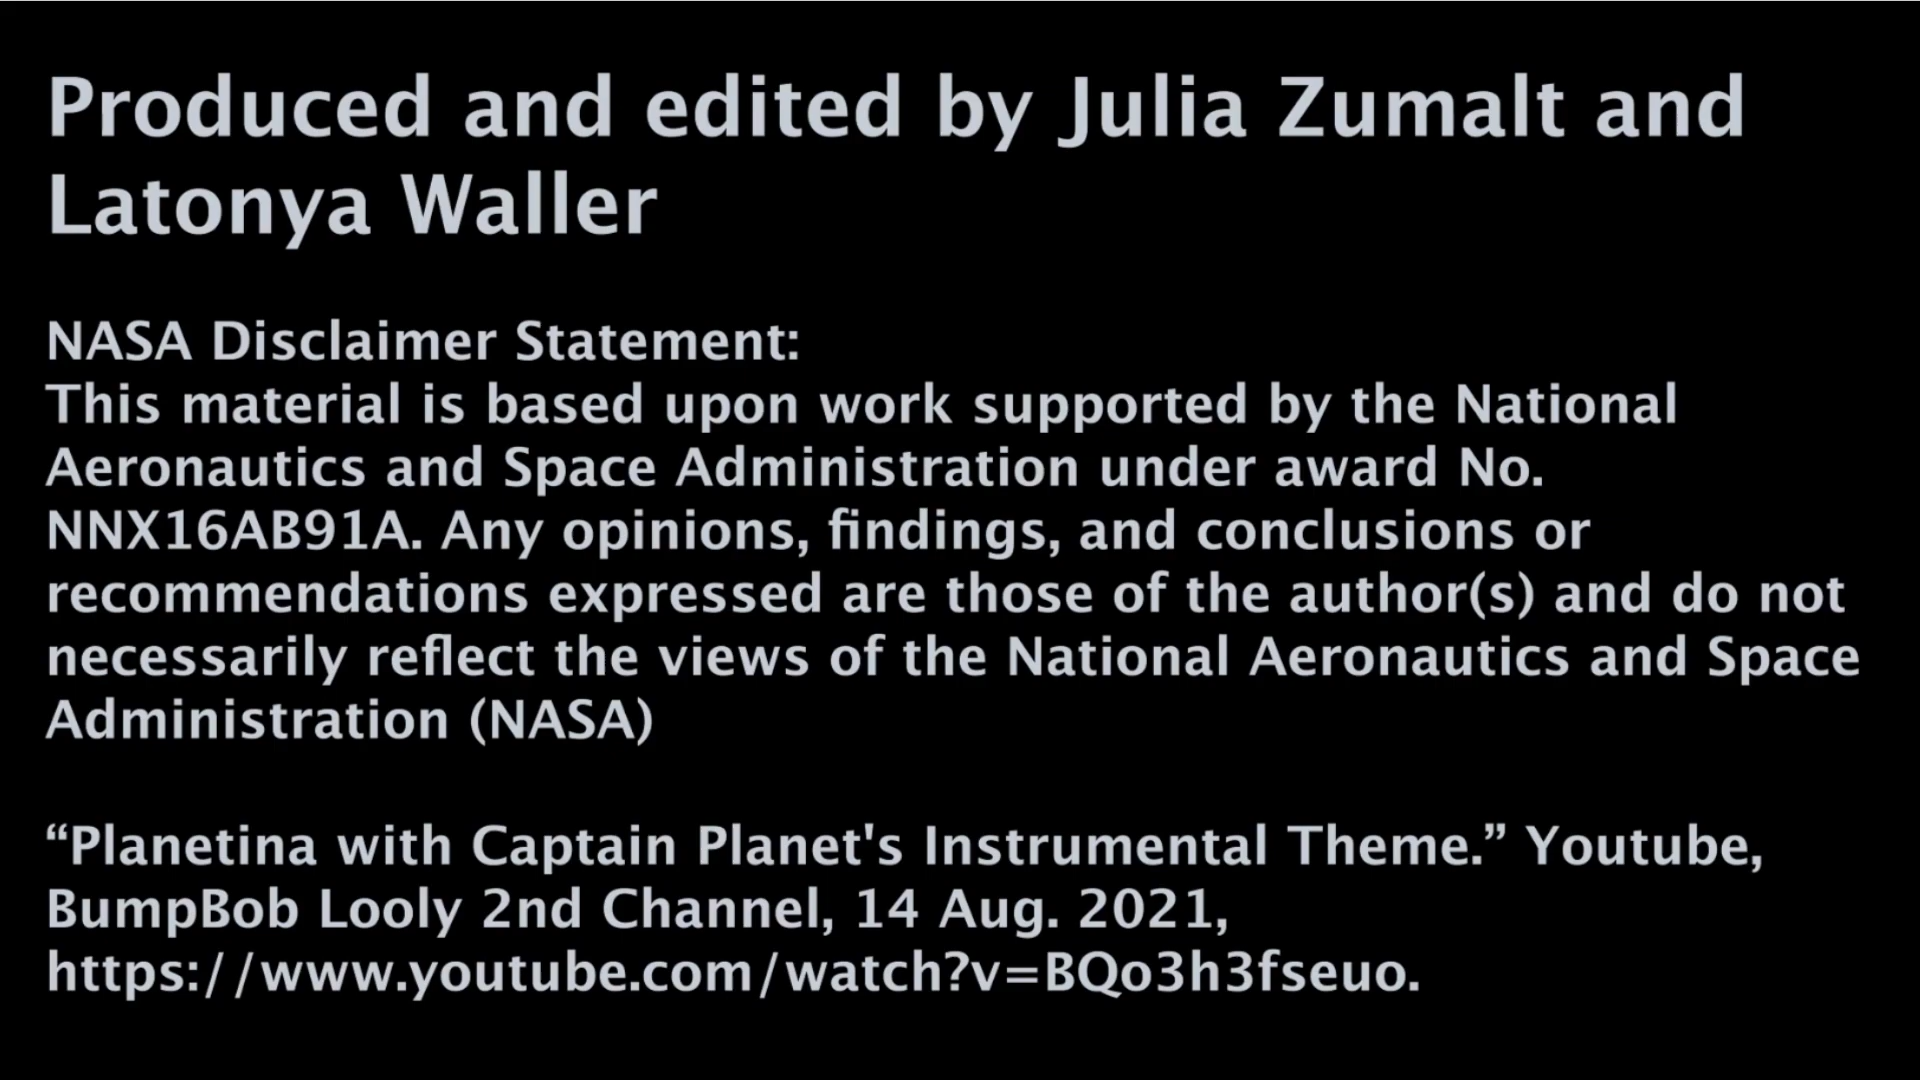 Produced and edited by Julia Zumalt and
Latonya Waller
NASA Disclaimer Statement:
This material is based upon work supported by the National
Aeronautics and Space Administration under award No.
NNX16AB91A. Any opinions, findings, and conclusions or
recommendations expressed are those of the author(s) and do not
necessarily reflect the views of the National Aeronautics and Space
Administration (NASA)
“Planetina with Captain Planet's Instrumental Theme.” Youtube,
BumpBob Looly 2nd Channel, 14 Aug. 2021,
https://www.youtube.com/watch?v=BQo3h3fseuo.